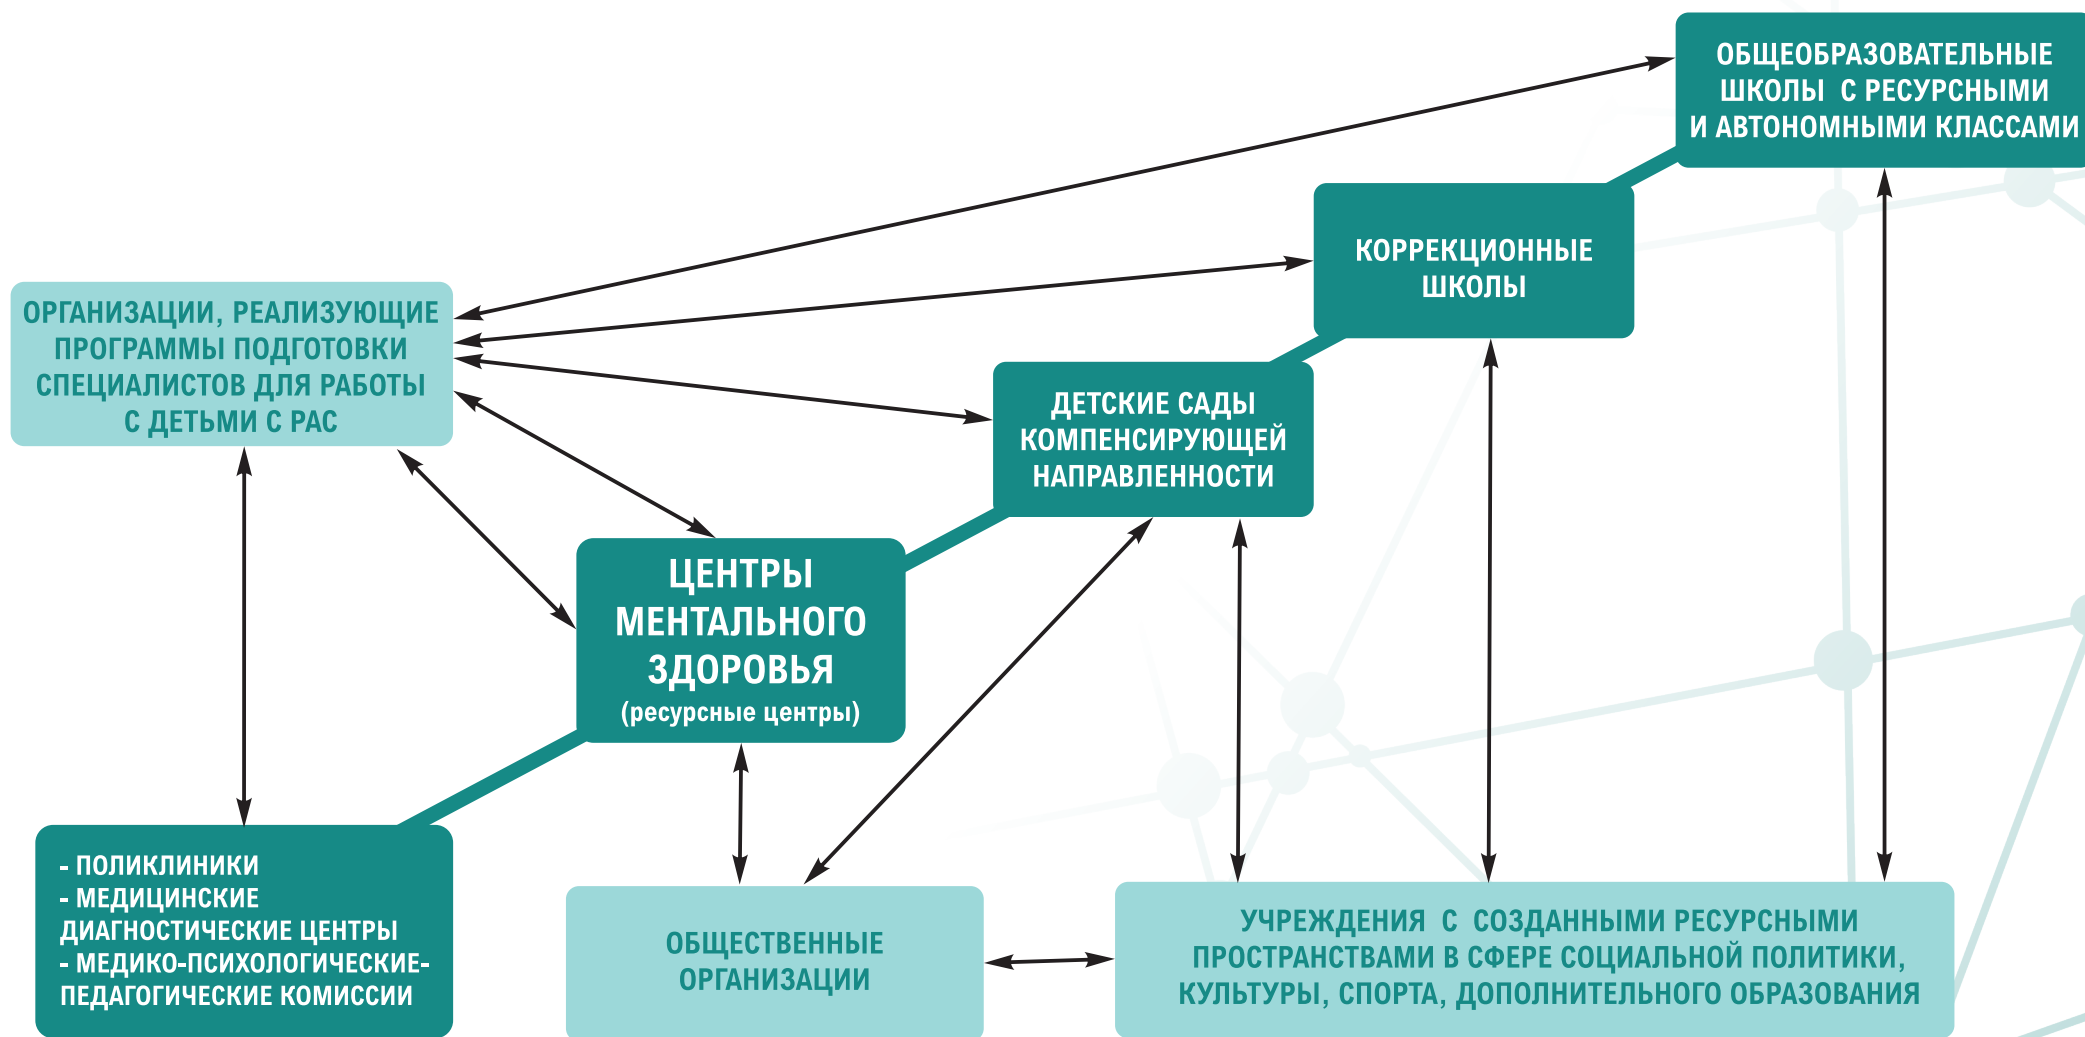 ОБЩЕОБРАЗОВАТЕЛЬНЫЕ
ШКОЛЫ С РЕСУРСНЫМИ
И АВТОНОМНЫМИ КЛАССАМИ
КОРРЕКЦИОННЫЕ
ШКОЛЫ
ОРГАНИЗАЦИИ, РЕАЛИЗУЮЩИЕ
ПРОГРАММЫ ПОДГОТОВКИ
СПЕЦИАЛИСТОВ ДЛЯ РАБОТЫ
С ДЕТЬМИ С РАС
ДЕТСКИЕ САДЫ
КОМПЕНСИРУЮЩЕЙ
НАПРАВЛЕННОСТИ
ЦЕНТРЫ
МЕНТАЛЬНОГО
ЗДОРОВЬЯ
(ресурсные центры)
- ПОЛИКЛИНИКИ
- МЕДИЦИНСКИЕ
ДИАГНОСТИЧЕСКИЕ ЦЕНТРЫ
- МЕДИКО-ПСИХОЛОГИЧЕСКИЕ-
ПЕДАГОГИЧЕСКИЕ КОМИССИИ
ОБЩЕСТВЕННЫЕ
ОРГАНИЗАЦИИ
УЧРЕЖДЕНИЯ С СОЗДАННЫМИ РЕСУРСНЫМИ
ПРОСТРАНСТВАМИ В СФЕРЕ СОЦИАЛЬНОЙ ПОЛИТИКИ,
КУЛЬТУРЫ, СПОРТА, ДОПОЛНИТЕЛЬНОГО ОБРАЗОВАНИЯ